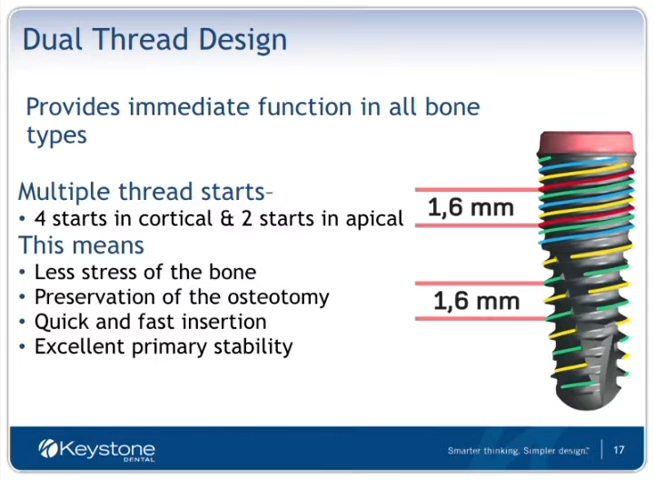 Dual Thread Design
Provides immediate function in all bone
types
Multiple thread starts–
• 4 starts in cortical & 2 starts in apical
This means
• Less stress of the bone
• Preservation of the osteotomy
• Quick and fast insertion
• Excellent primary stability
1,6 mm
1,6 mm
Keystone
DENTAL
Smarter thinking. Simpler design.™
17